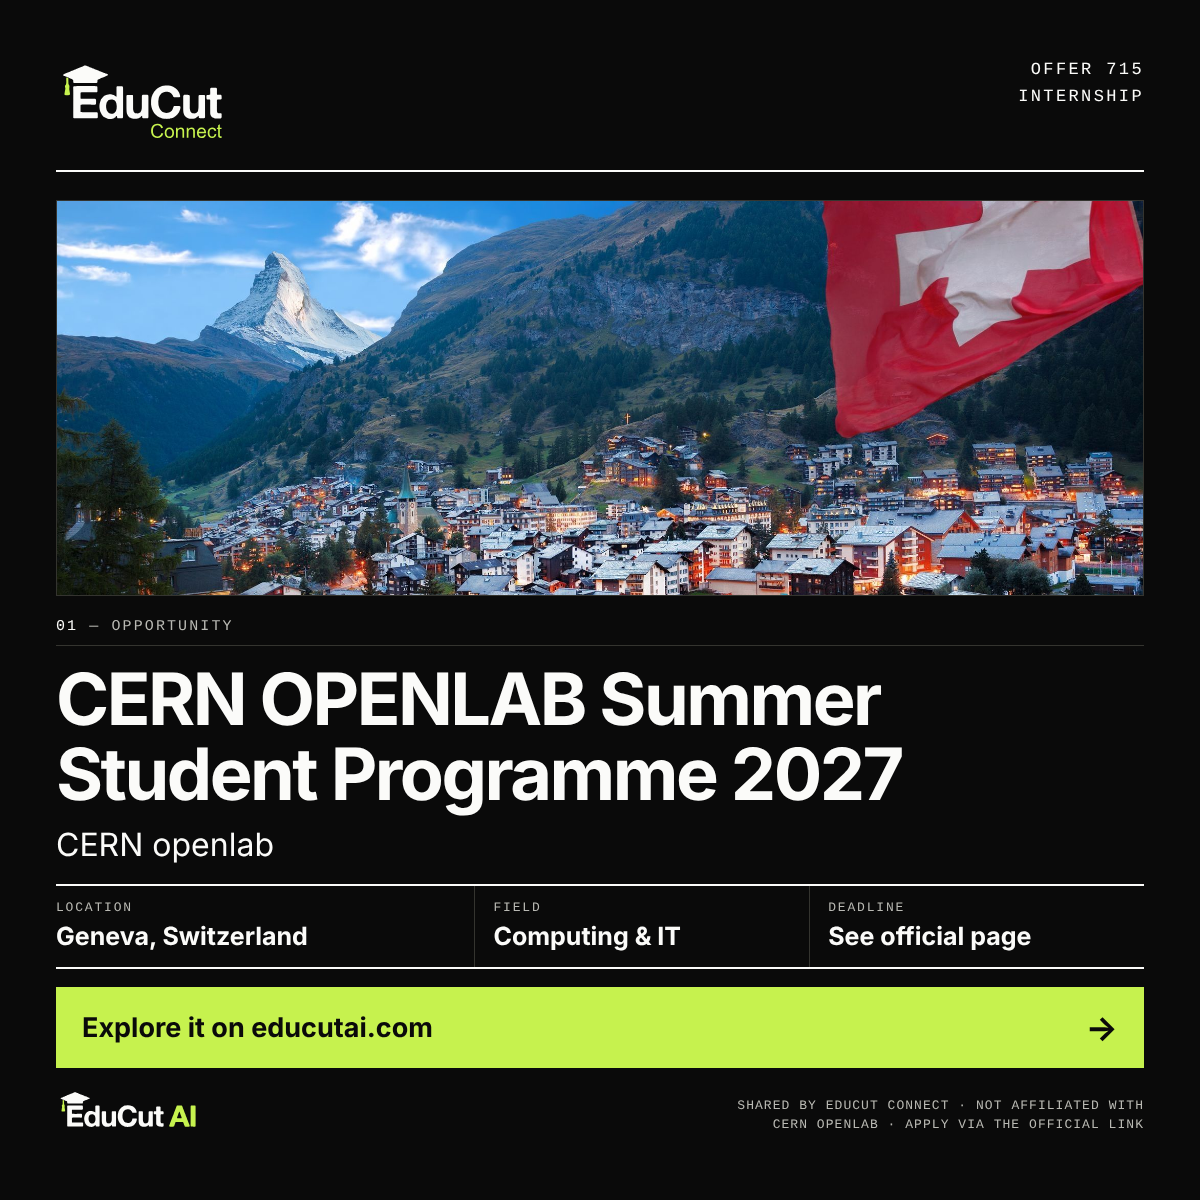 EduCut
Connect
OFFER 715
INTERNSHIP
01 — OPPORTUNITY
CERN OPENLAB Summer
Student Programme 2027
CERN openlab
LOCATION
Geneva, Switzerland
FIELD
Computing & IT
DEADLINE
See official page
Explore it on educutai.com →
EduCut AI
SHARED BY EDUCUT CONNECT · NOT AFFILIATED WITH
CERN OPENLAB · APPLY VIA THE OFFICIAL LINK